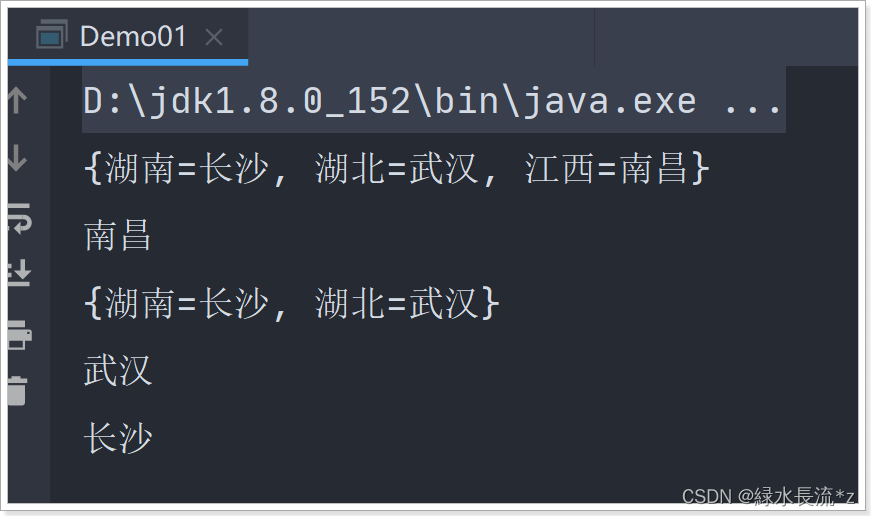 Demo01
D:\jdk1.8.0_152\bin\java.exe ...
{湖南=长沙, 湖北=武汉, 江西=南昌}
南昌
{湖南=长沙, 湖北=武汉}
武汉
长沙
CSDN @緑水長流*z